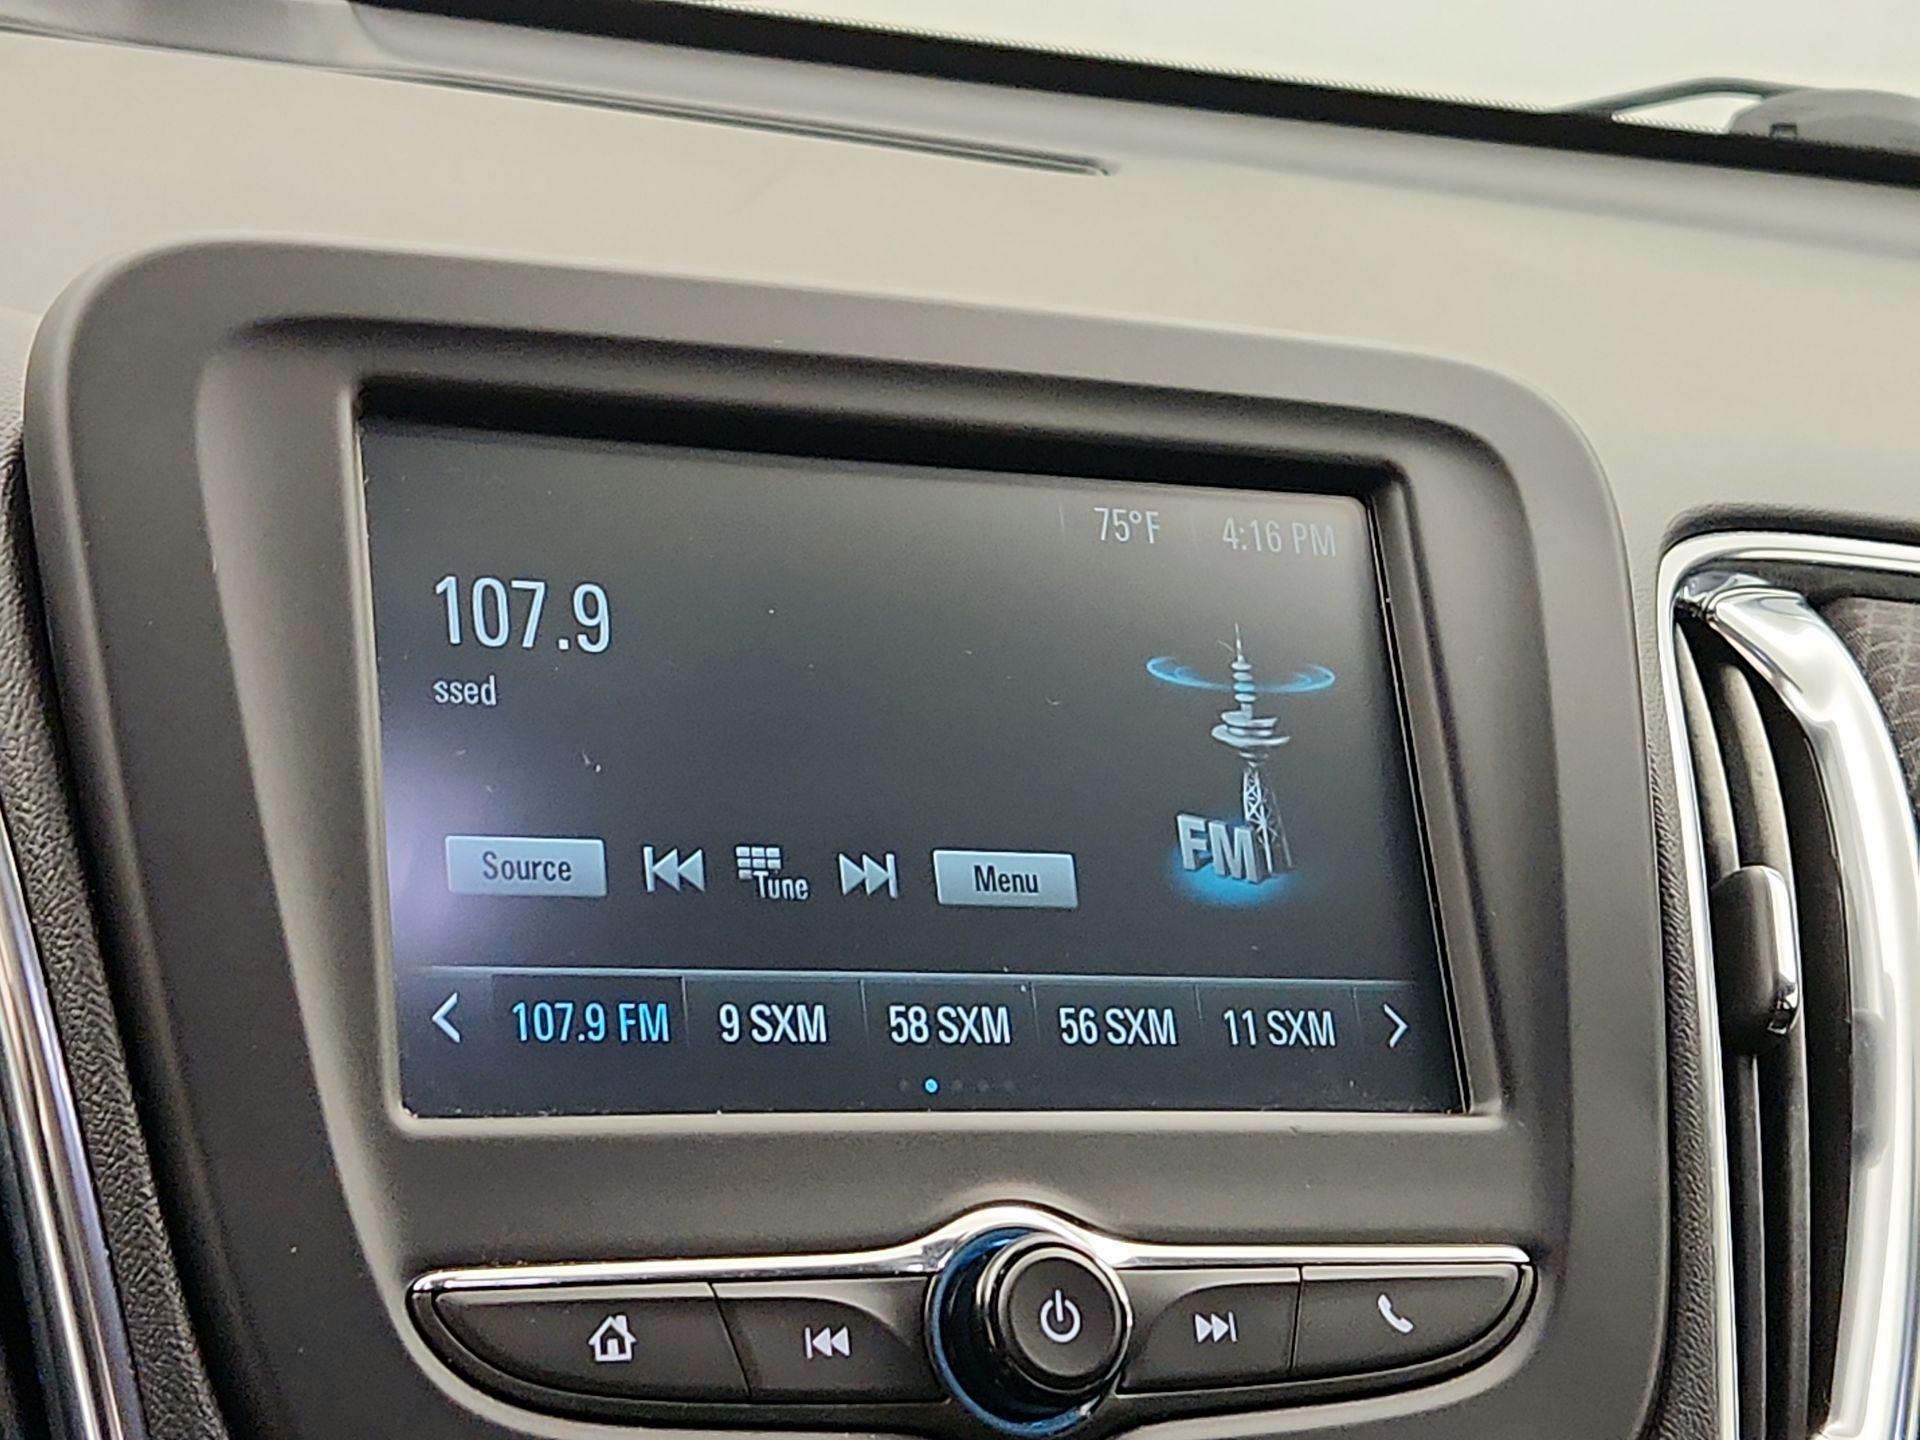 75°F 4:16 PM
107.9
ssed
Source Tune Menu
FM
107.9 FM 9 SXM 58 SXM 56 SXM 11 SXM